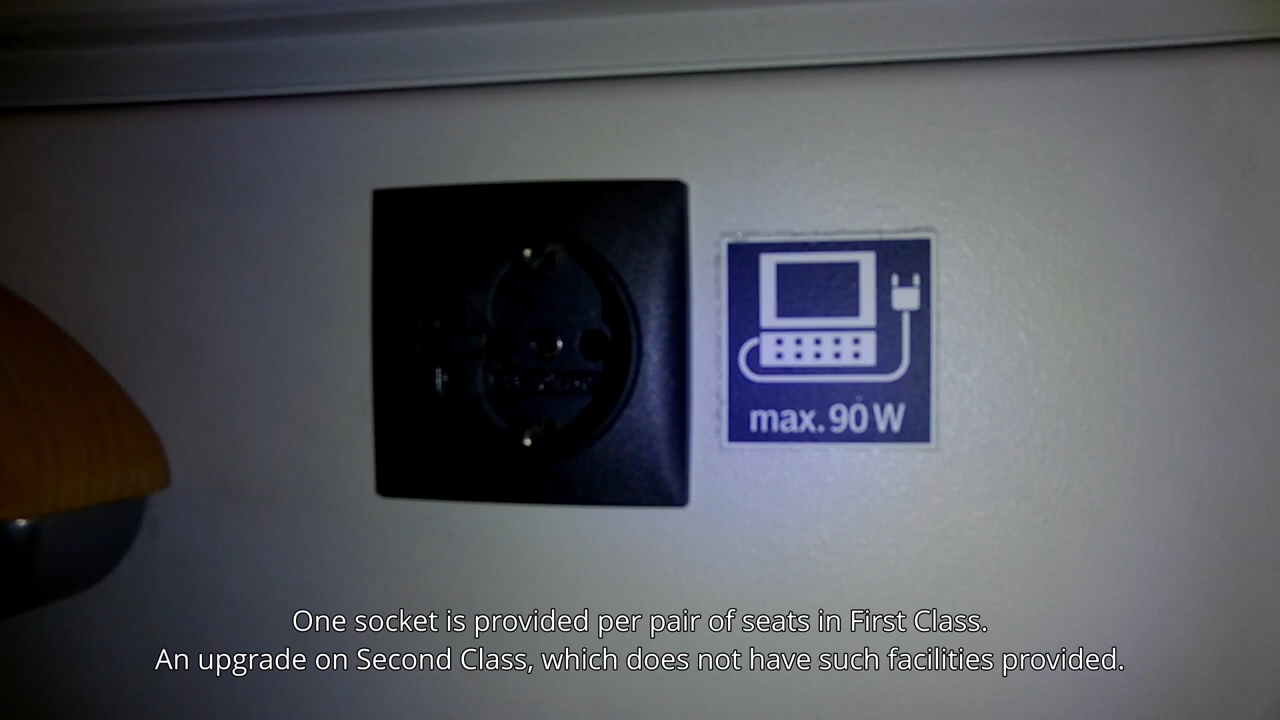 max. 90 W
One socket is provided per pair of seats in First Class.
An upgrade on Second Class, which does not have such facilities provided.